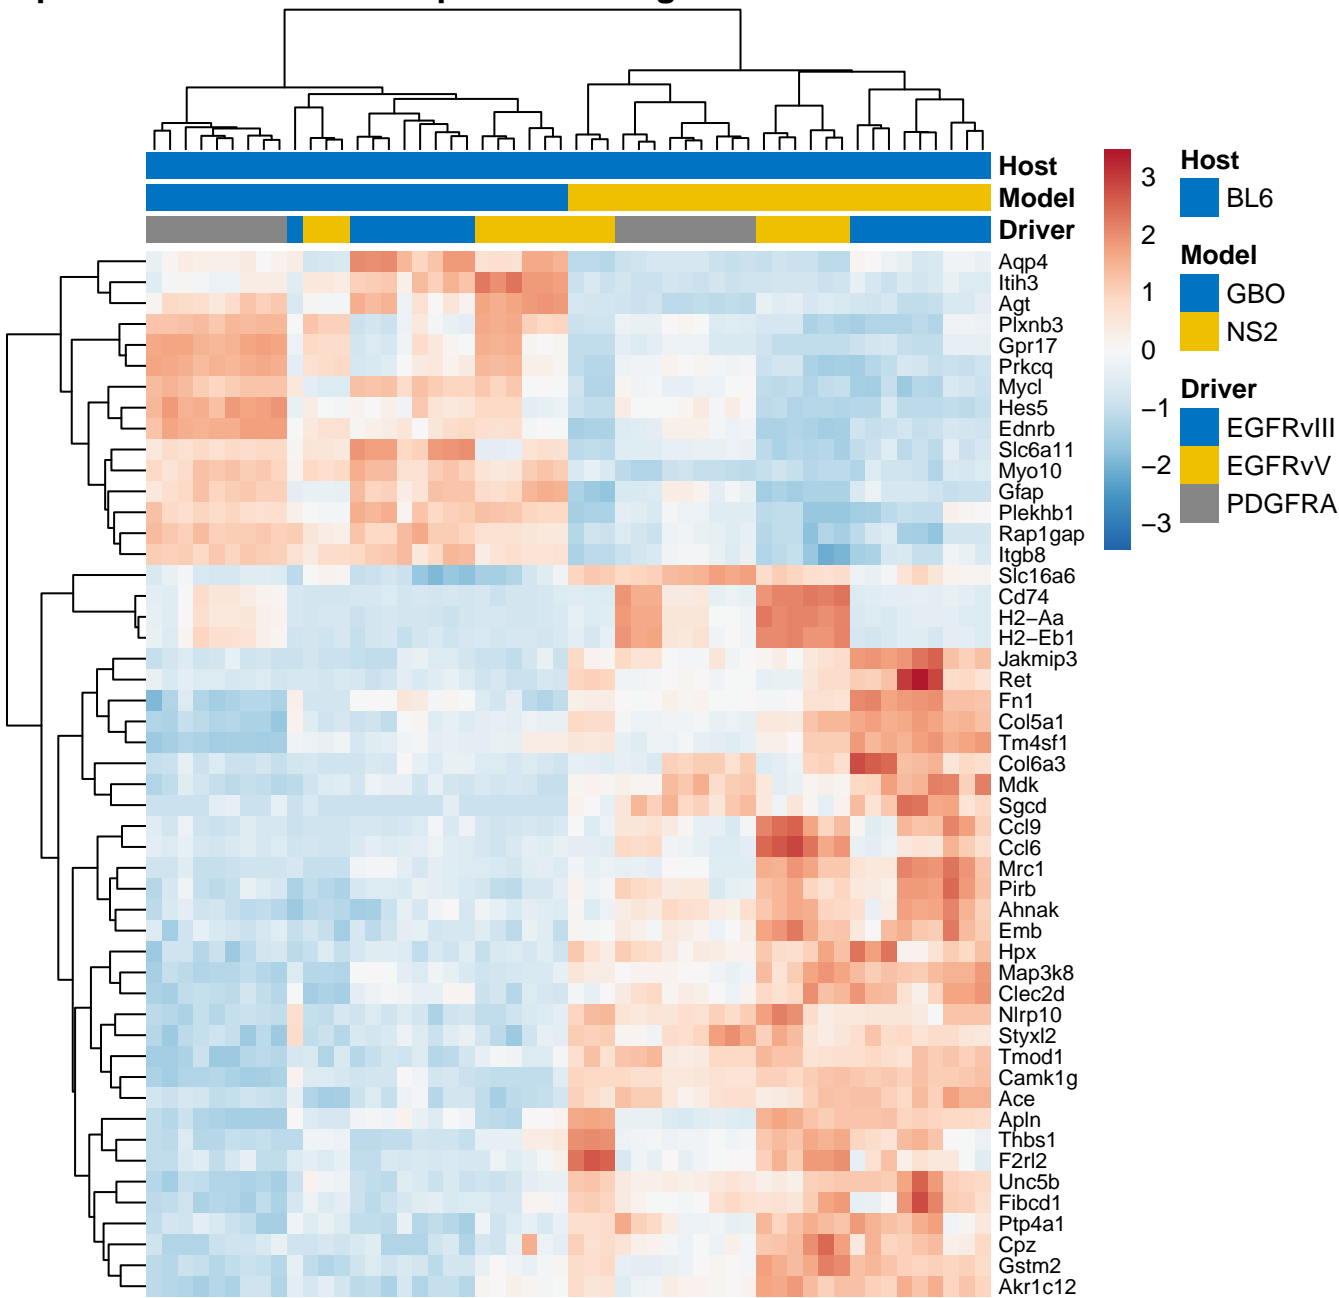 Host
Model
Driver
Aqp4
Itih3
Agt
Plxnb3
Gpr17
Prkcq
Mycl
Hes5
Ednrb
Slc6a11
Myo10
Gfap
Plekhb1
Rap1gap
Itgb8
Slc16a6
Cd74
H2−Aa
H2−Eb1
Jakmip3
Ret
Fn1
Col5a1
Tm4sf1
Col6a3
Mdk
Sgcd
Ccl9
Ccl6
Mrc1
Pirb
Ahnak
Emb
Hpx
Map3k8
Clec2d
Nlrp10
Styxl2
Tmod1
Camk1g
Ace
Apln
Thbs1
F2rl2
Unc5b
Fibcd1
Ptp4a1
Cpz
Gstm2
Akr1c12
3
2
1
0
−1
−2
−3
Host
BL6
Model
GBO
NS2
Driver
EGFRvIII
EGFRvV
PDGFRA